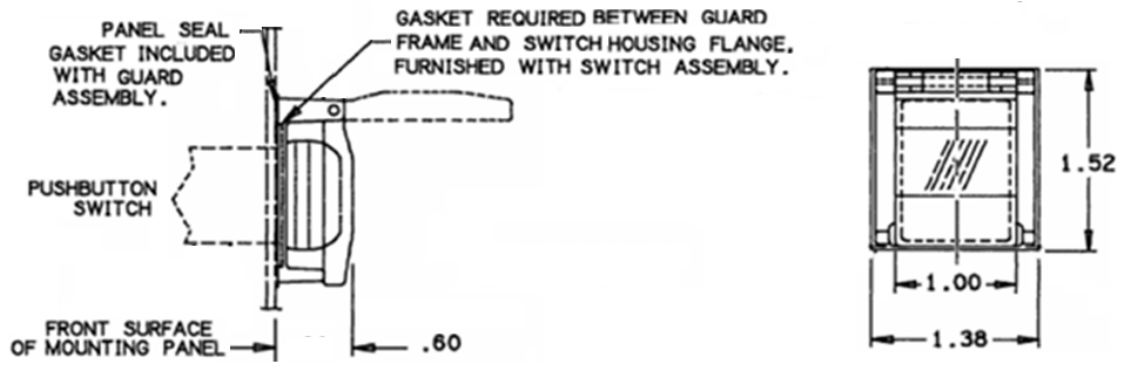 PANEL SEAL
GASKET INCLUDED
WITH GUARD
ASSEMBLY.
GASKET REQUIRED BETWEEN GUARD
FRAME AND SWITCH HOUSING FLANGE.
FURNISHED WITH SWITCH ASSEMBLY.
PUSHBUTTON
SWITCH
FRONT SURFACE
OF MOUNTING PANEL
.60
1.52
1.00
1.38